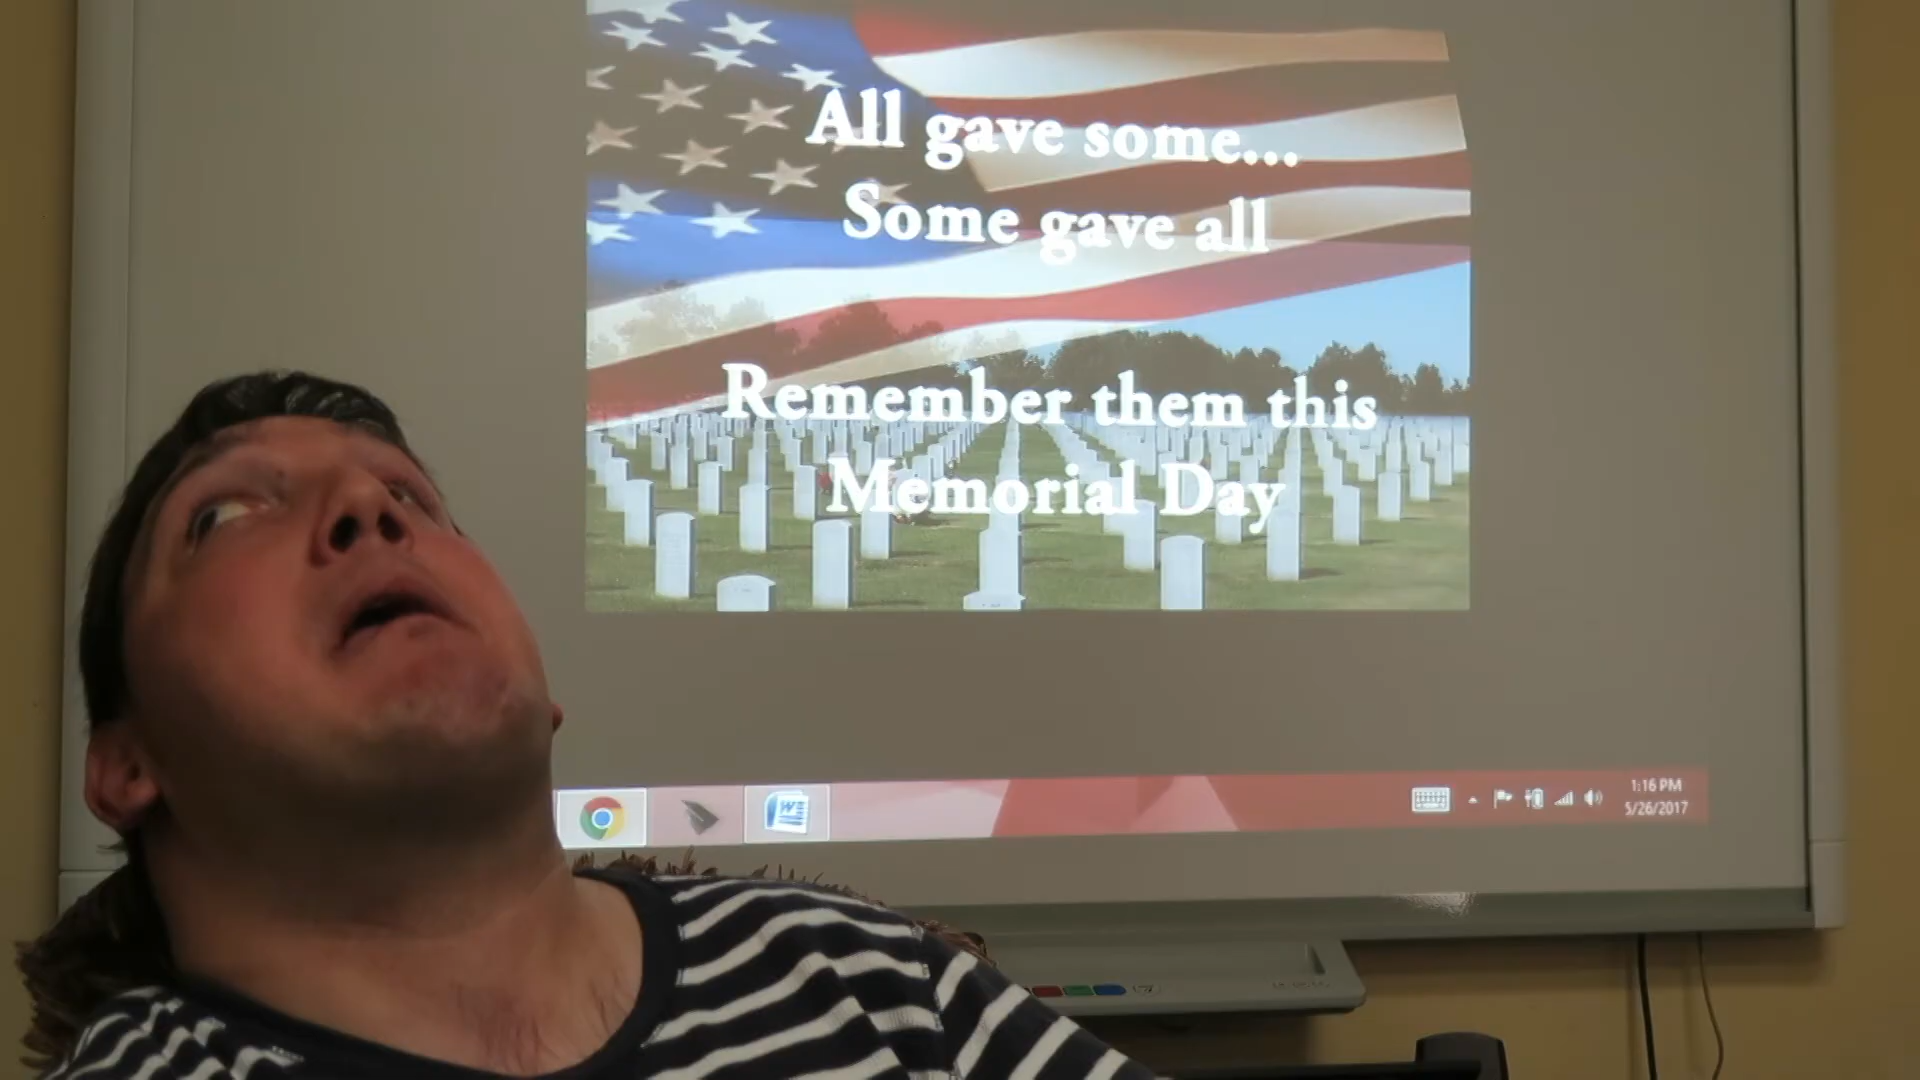 All gave some...
Some gave all
Remember them this
Memorial Day
1:16 PM
5/26/2017